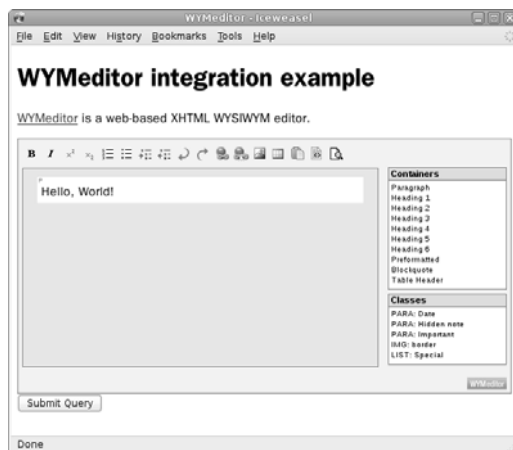 WYMeditor - Iceweasel
File Edit View History Bookmarks Tools Help
WYMeditor integration example
WYMeditor is a web-based XHTML WYSIWYM editor.
B I x² x₂
P
Hello, World!
Containers
Paragraph
Heading 1
Heading 2
Heading 3
Heading 4
Heading 5
Heading 6
Preformatted
Blockquote
Table Header
Classes
PARA: Date
PARA: Hidden note
PARA: Important
IMG: border
LIST: Special
WYMeditor
Submit Query
Done